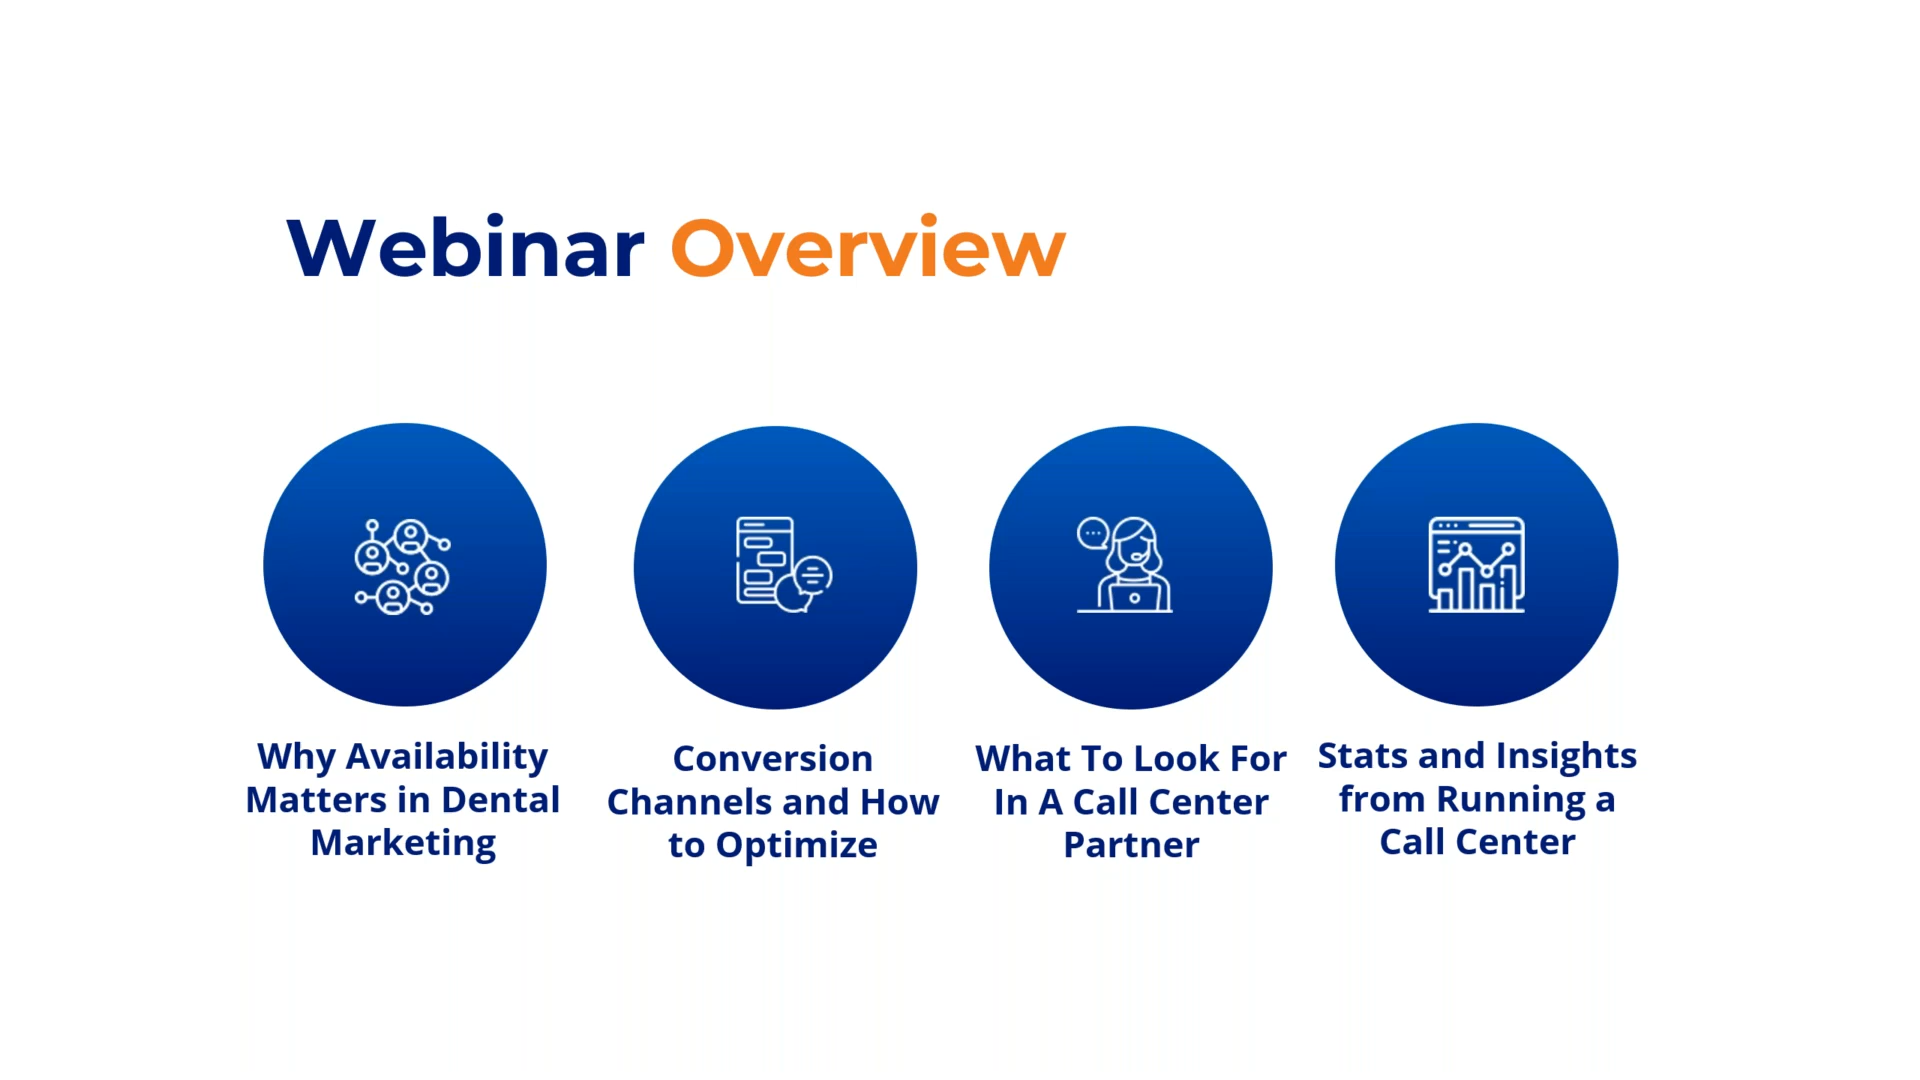 Webinar Overview
Why Availability
Matters in Dental
Marketing
Conversion
Channels and How
to Optimize
What To Look For
In A Call Center
Partner
Stats and Insights
from Running a
Call Center